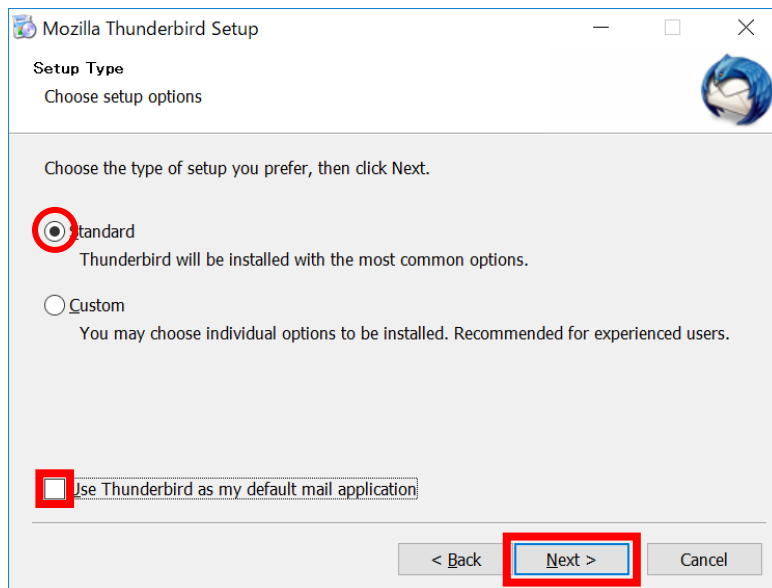 Mozilla Thunderbird Setup
Setup Type
Choose setup options
Choose the type of setup you prefer, then click Next.
Standard
Thunderbird will be installed with the most common options.
Custom
You may choose individual options to be installed. Recommended for experienced users.
Use Thunderbird as my default mail application
< Back Next > Cancel